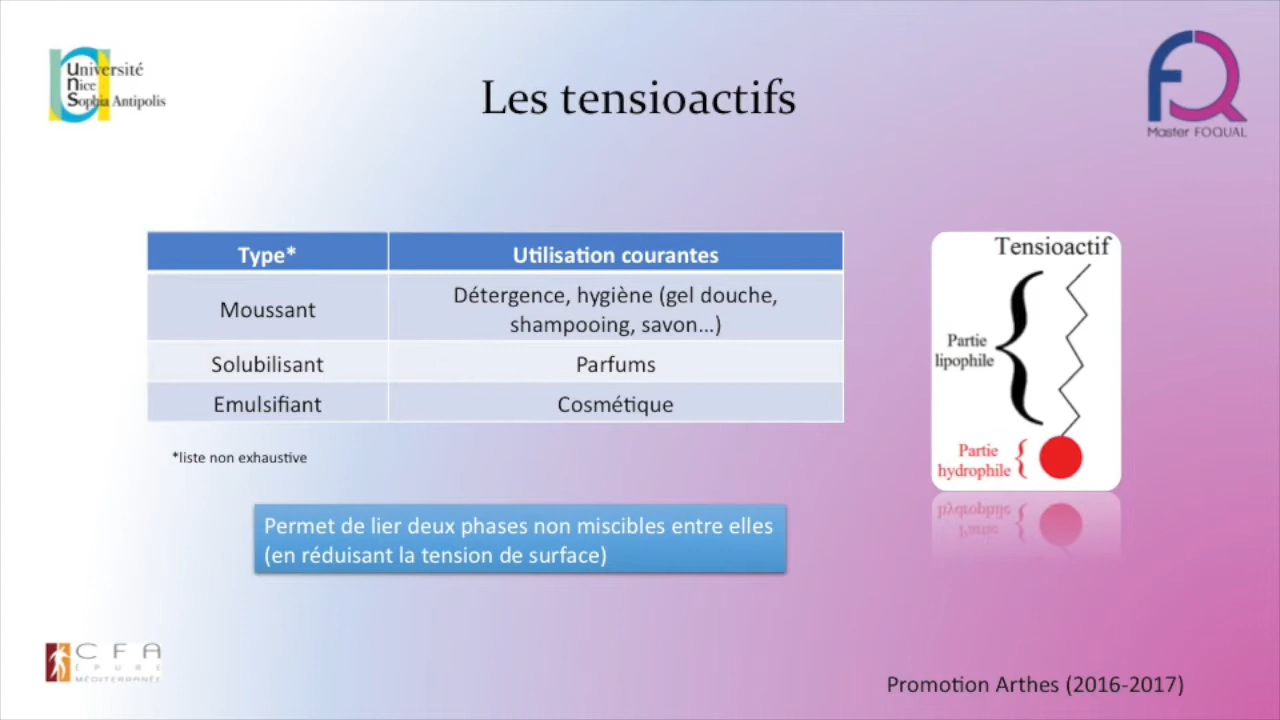 Université
Nice
Sophia Antipolis
Les tensioactifs
Master FOQUAL
Type*
Utilisation courantes
Moussant
Détergence, hygiène (gel douche,
shampooing, savon...)
Solubilisant
Parfums
Emulsifiant
Cosmétique
*liste non exhaustive
Permet de lier deux phases non miscibles entre elles
(en réduisant la tension de surface)
Tensioactif
Partie
lipophile
Partie
hydrophile
CFA
ÉPURE
MÉDITERRANÉE
Promotion Arthes (2016-2017)